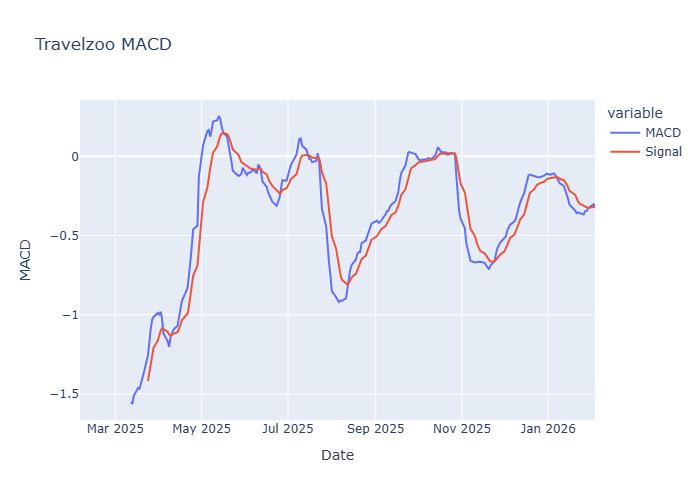 Travelzoo MACD
variable
MACD
Signal
MACD
0
−0.5
−1
−1.5
Mar 2025
May 2025
Jul 2025
Sep 2025
Nov 2025
Jan 2026
Date